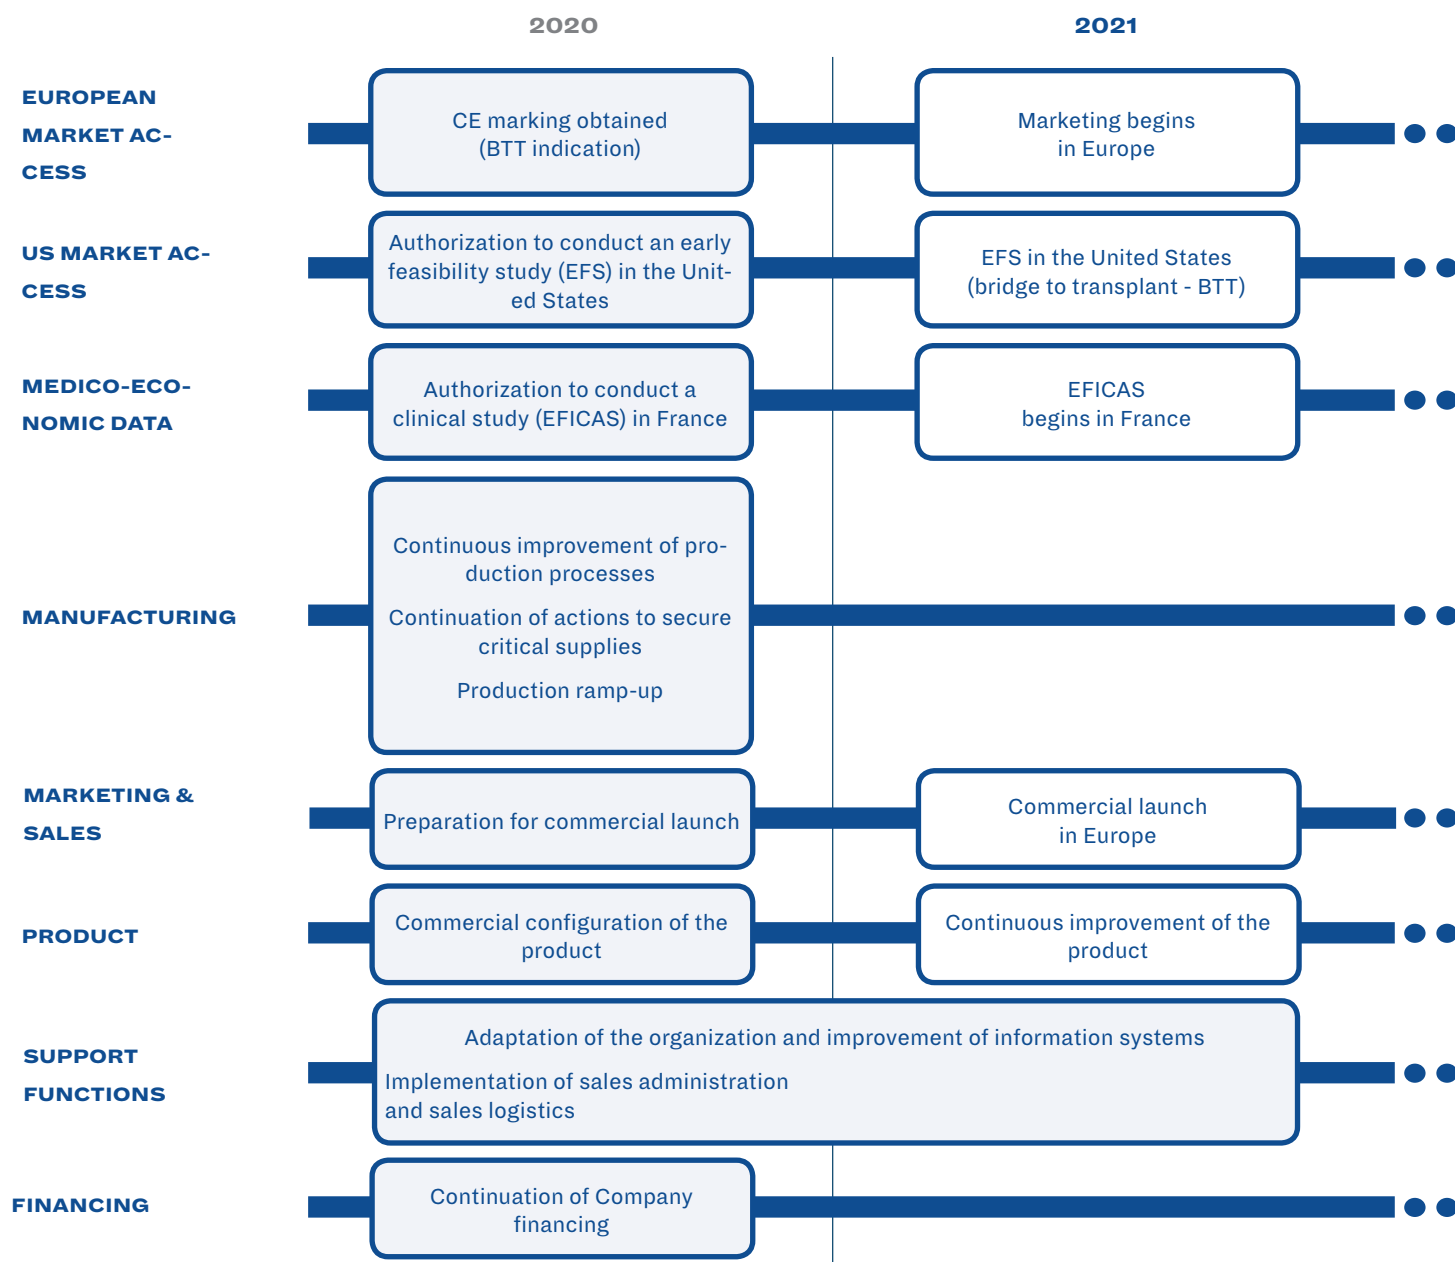 2020
2021
EUROPEAN
MARKET AC-
CESS
CE marking obtained
(BTT indication)
Marketing begins
in Europe
US MARKET AC-
CESS
Authorization to conduct an early
feasibility study (EFS) in the Unit-
ed States
EFS in the United States
(bridge to transplant - BTT)
MEDICO-ECO-
NOMIC DATA
Authorization to conduct a
clinical study (EFICAS) in France
EFICAS
begins in France
MANUFACTURING
Continuous improvement of pro-
duction processes
Continuation of actions to secure
critical supplies
Production ramp-up
MARKETING &
SALES
Preparation for commercial launch
Commercial launch
in Europe
PRODUCT
Commercial configuration of the
product
Continuous improvement of the
product
SUPPORT
FUNCTIONS
Adaptation of the organization and improvement of information systems
Implementation of sales administration
and sales logistics
FINANCING
Continuation of Company
financing